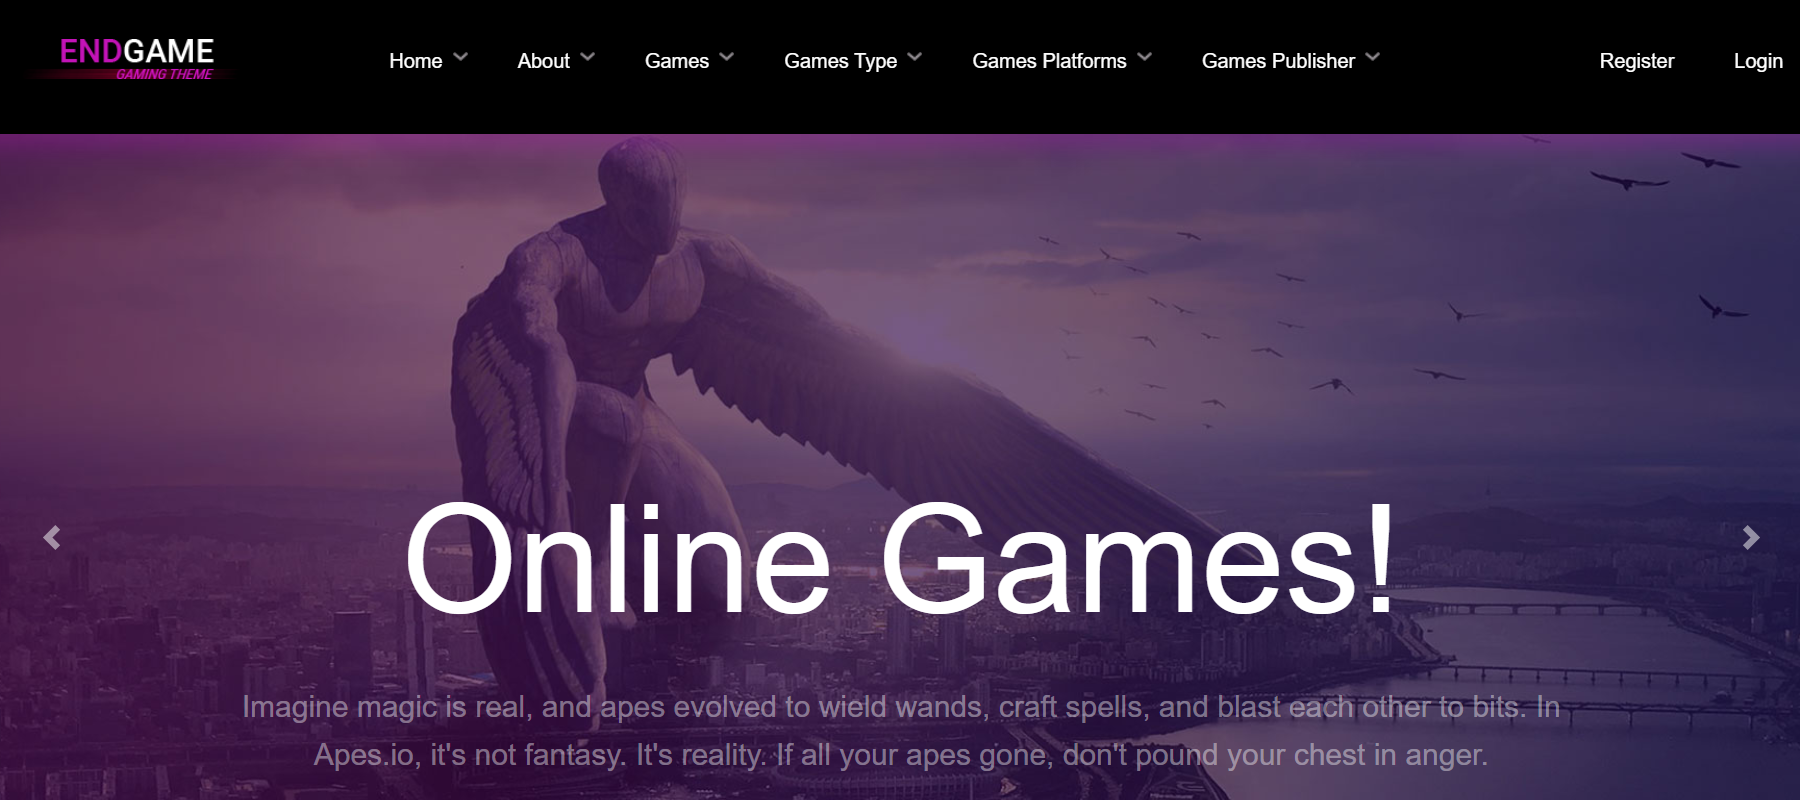 ENDGAME
GAMING THEME
Home
About
Games
Games Type
Games Platforms
Games Publisher
Register
Login
Online Games!
Imagine magic is real, and apes evolved to wield wands, craft spells, and blast each other to bits. In
Apes.io, it's not fantasy. It's reality. If all your apes gone, don't pound your chest in anger.